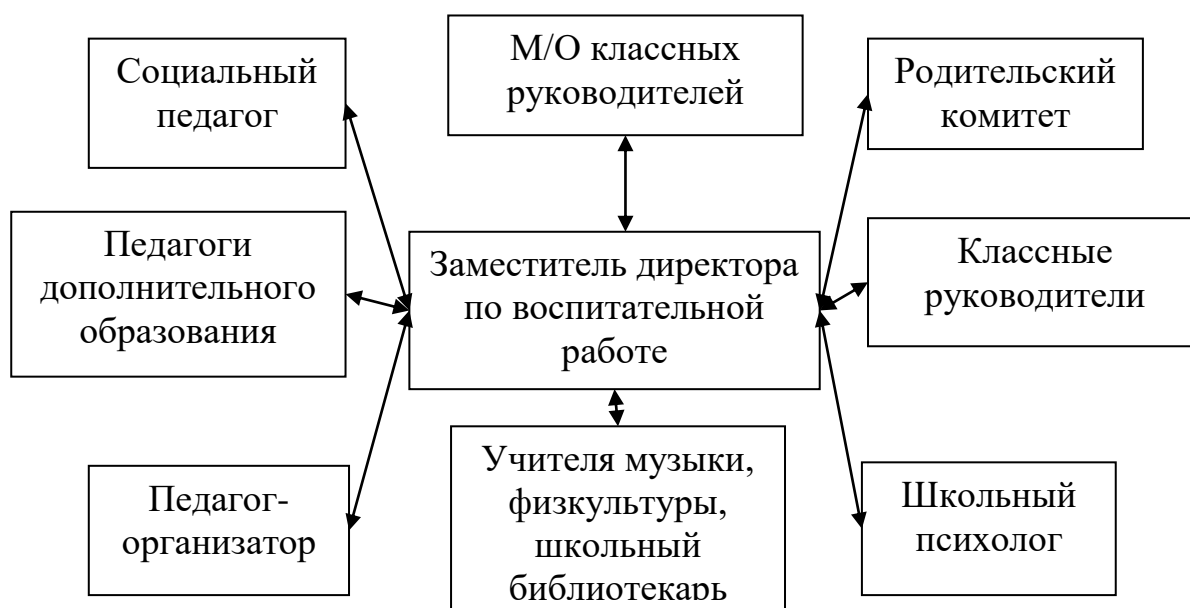 Социальный
педагог
М/О классных
руководителей
Родительский
комитет
Педагоги
дополнительного
образования
Заместитель директора
по воспитательной
работе
Классные
руководители
Педагог-
организатор
Учителя музыки,
физкультуры,
школьный
библиотекарь
Школьный
психолог